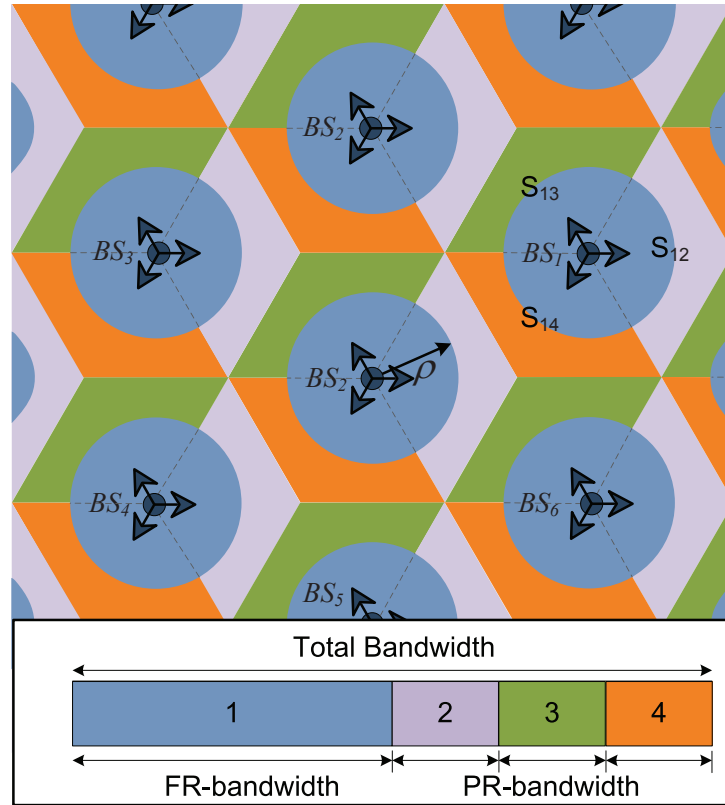 BS2
S13
BS3
BS1
S12
S14
BS2
ρ
BS4
BS6
BS5
Total Bandwidth
1 2 3 4
FR-bandwidth PR-bandwidth